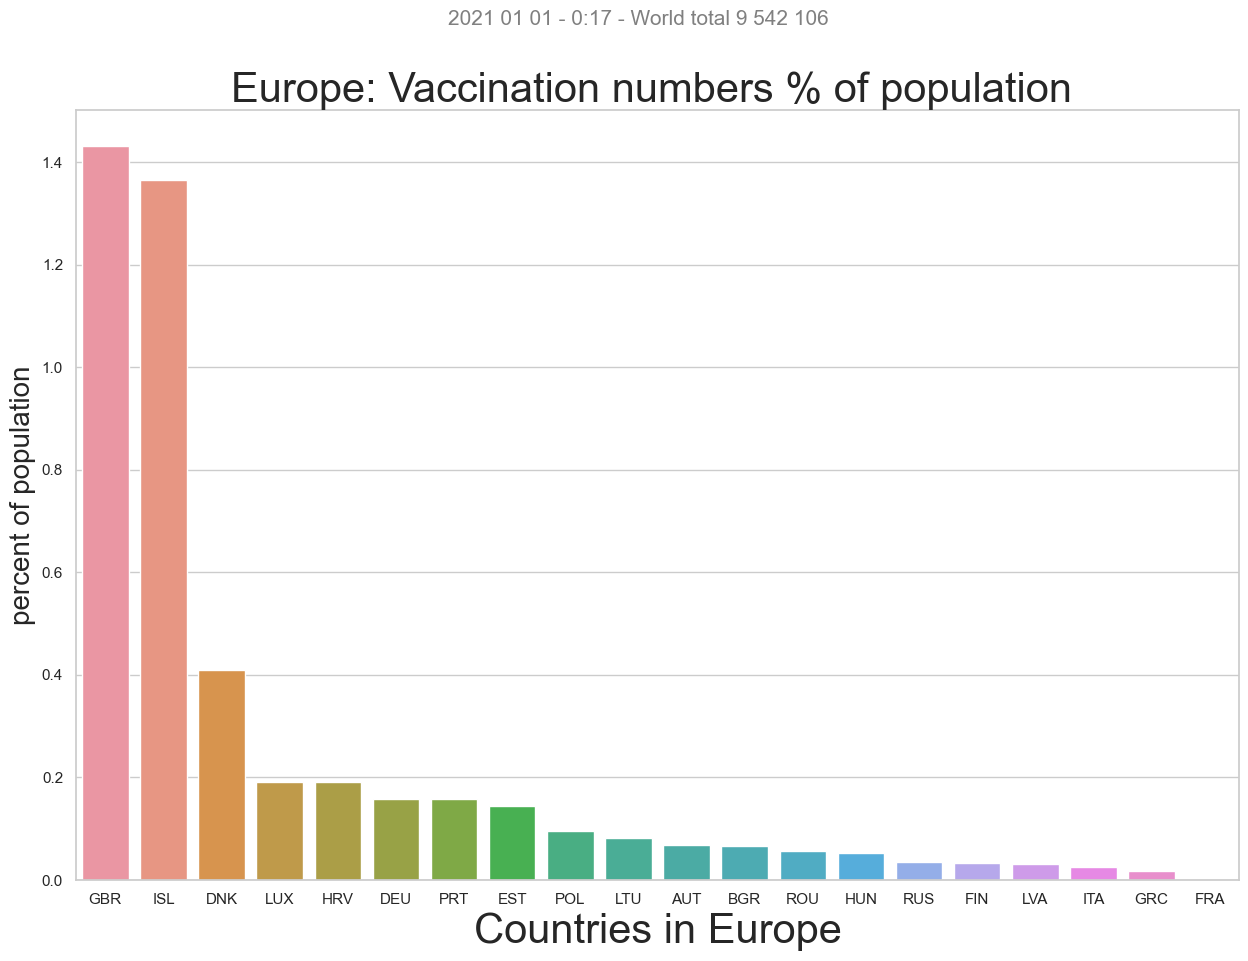 2021 01 01 - 0:17 - World total 9 542 106
Europe: Vaccination numbers % of population
percent of population
1.4
1.2
1.0
0.8
0.6
0.4
0.2
0.0
GBR ISL DNK LUX HRV DEU PRT EST POL LTU AUT BGR ROU HUN RUS FIN LVA ITA GRC FRA
Countries in Europe